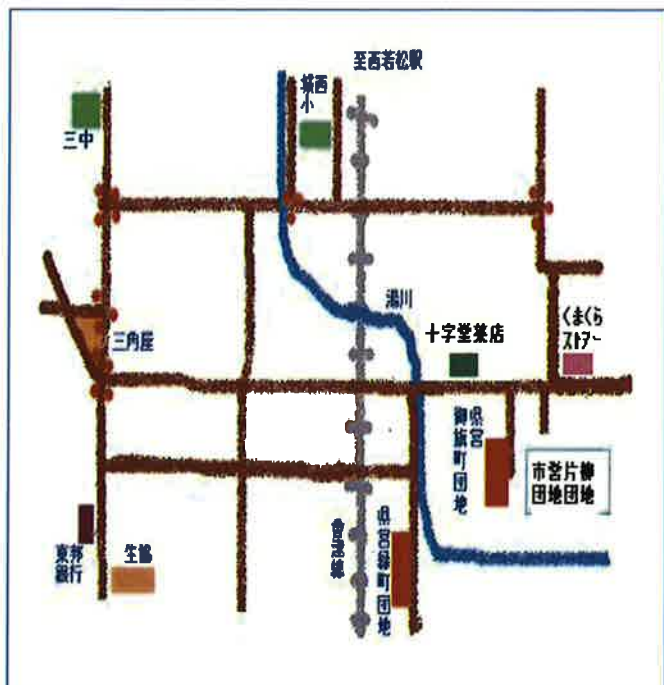 至西若松駅
城西
小
三中
湯川
十字堂薬店
くまくら
ストアー
三角屋
県営
御旗町団地
市営片柳
団地団地
東邦
銀行
生協
会津線
県営緑町団地